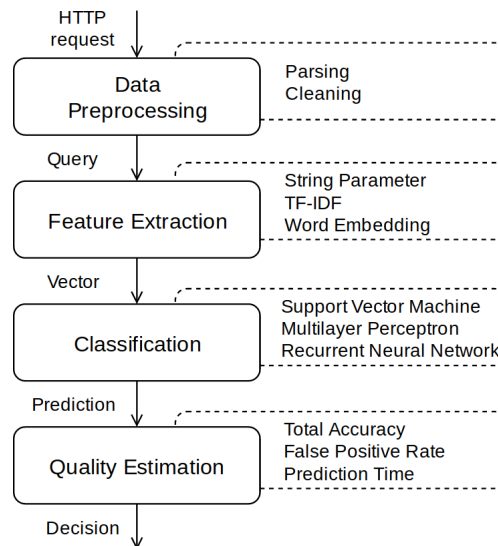 HTTP
request
Data
Preprocessing
Parsing
Cleaning
Query
Feature Extraction
String Parameter
TF-IDF
Word Embedding
Vector
Classification
Support Vector Machine
Multilayer Perceptron
Recurrent Neural Network
Prediction
Quality Estimation
Total Accuracy
False Positive Rate
Prediction Time
Decision